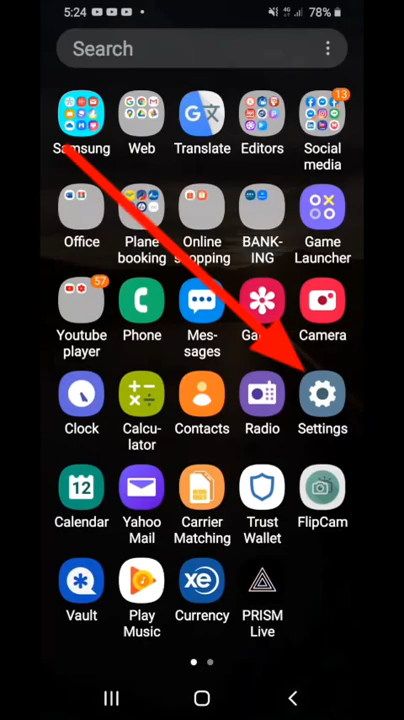 5:24
4G
78%
Search
13
Samsung
Web
Translate
Editors
Social
media
Office
Plane
booking
Online
shopping
BANK-
ING
Game
Launcher
57
Youtube
player
Phone
Mes-
sages
Camera
Clock
Calcu-
lator
Contacts
Radio
Settings
12
Calendar
Yahoo
Mail
Carrier
Matching
Trust
Wallet
FlipCam
xe
Vault
Play
Music
Currency
PRISM
Live